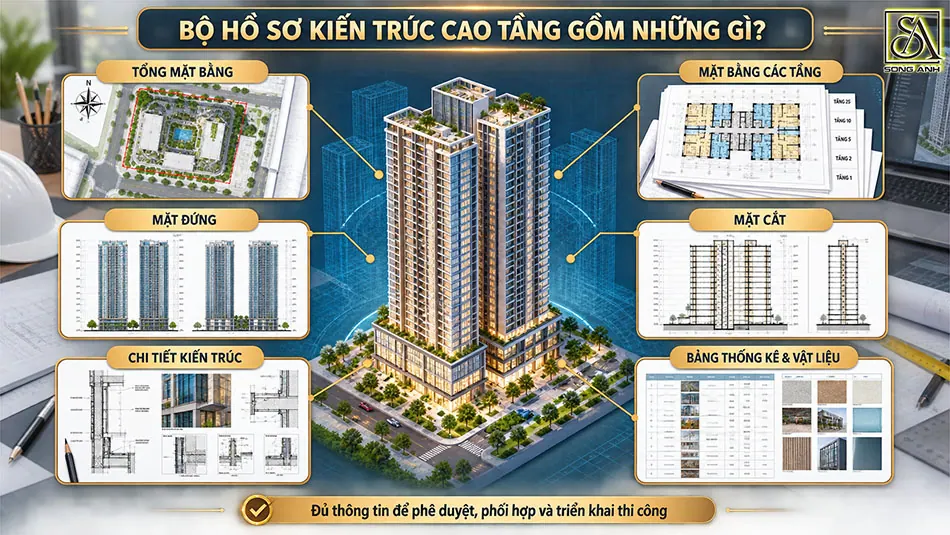 BỘ HỒ SƠ KIẾN TRÚC CAO TẦNG GỒM NHỮNG GÌ?
SA
SONG ANH
TỔNG MẶT BẰNG
N
MẶT BẰNG CÁC TẦNG
TẦNG 25
TẦNG 10
TẦNG 5
TẦNG 2
TẦNG 1
MẶT ĐỨNG
MẶT CẮT
CHI TIẾT KIẾN TRÚC
BẢNG THỐNG KÊ & VẬT LIỆU
Đủ thông tin để phê duyệt, phối hợp và triển khai thi công